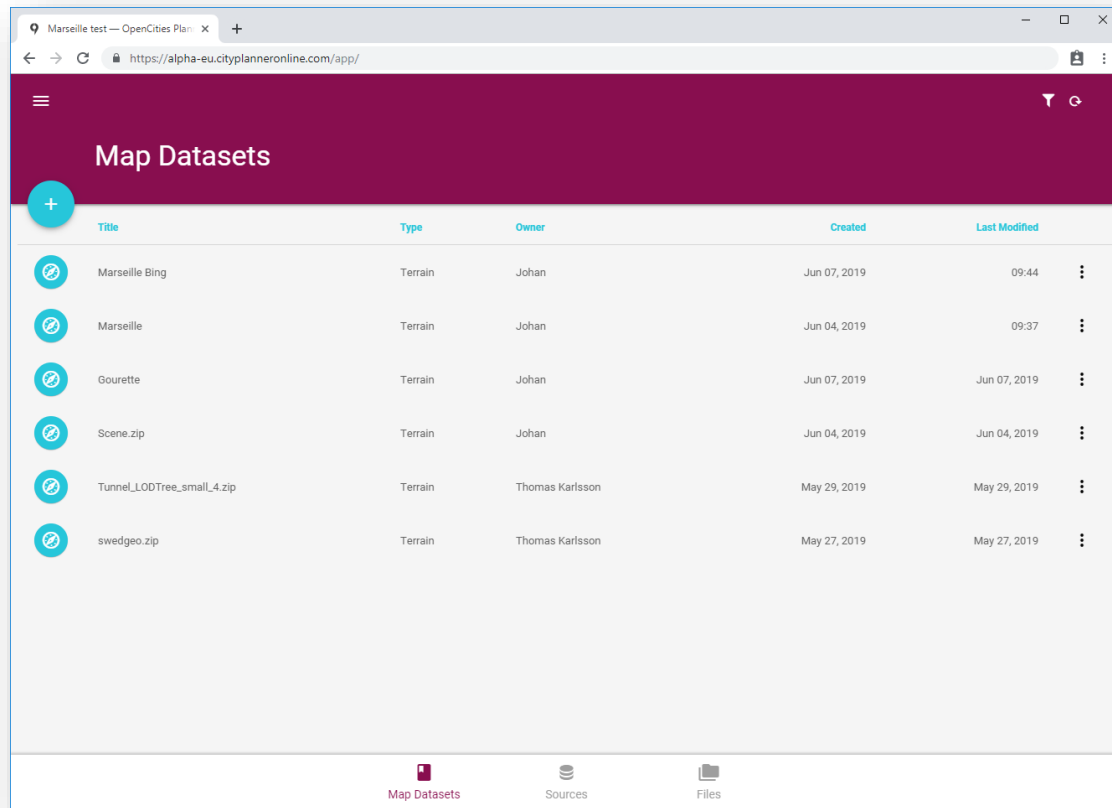 Marseille test — OpenCities Plan
https://alpha-eu.cityplanneronline.com/app/
Map Datasets
Title Type Owner Created Last Modified
Marseille Bing Terrain Johan Jun 07, 2019 09:44
Marseille Terrain Johan Jun 04, 2019 09:37
Gourette Terrain Johan Jun 07, 2019 Jun 07, 2019
Scene.zip Terrain Johan Jun 04, 2019 Jun 04, 2019
Tunnel_LODTree_small_4.zip Terrain Thomas Karlsson May 29, 2019 May 29, 2019
swedgeo.zip Terrain Thomas Karlsson May 27, 2019 May 27, 2019
Map Datasets Sources Files